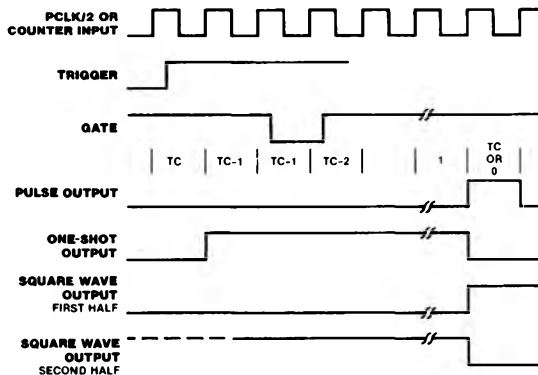 PCLK/2 OR
COUNTER INPUT
TRIGGER
GATE
TC TC-1 TC-1 TC-2 1 TC
OR
0
PULSE OUTPUT
ONE-SHOT
OUTPUT
SQUARE WAVE
OUTPUT
FIRST HALF
SQUARE WAVE
OUTPUT
SECOND HALF